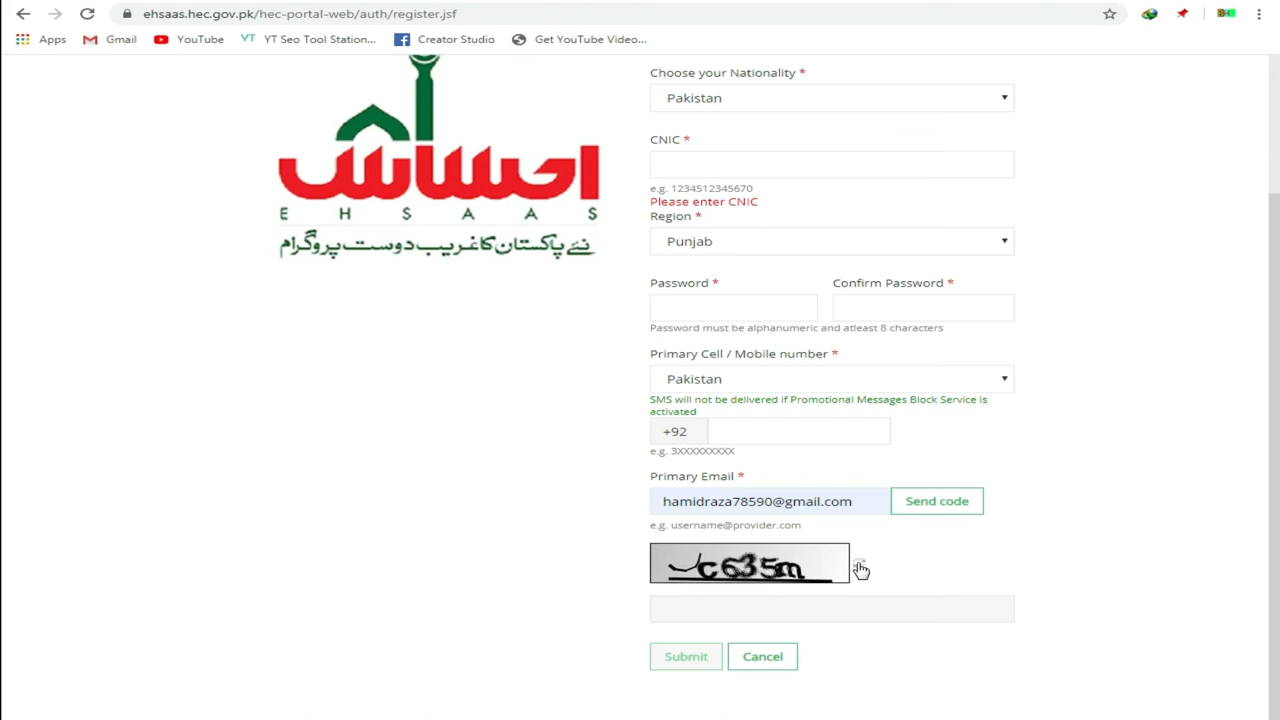 ehsaas.hec.gov.pk/hec-portal-web/auth/register.jsf
Apps Gmail YouTube YT Seo Tool Station... Creator Studio Get YouTube Video...
احساس
EHSAAS
نئے پاکستان کا غریب دوست پروگرام
Choose your Nationality *
Pakistan
CNIC *
e.g. 1234512345670
Please enter CNIC
Region *
Punjab
Password * Confirm Password *
Password must be alphanumeric and atleast 8 characters
Primary Cell / Mobile number *
Pakistan
SMS will not be delivered if Promotional Messages Block Service is
activated
+92
e.g. 3XXXXXXXXX
Primary Email *
hamidraza78590@gmail.com Send code
e.g. username@provider.com
Submit Cancel